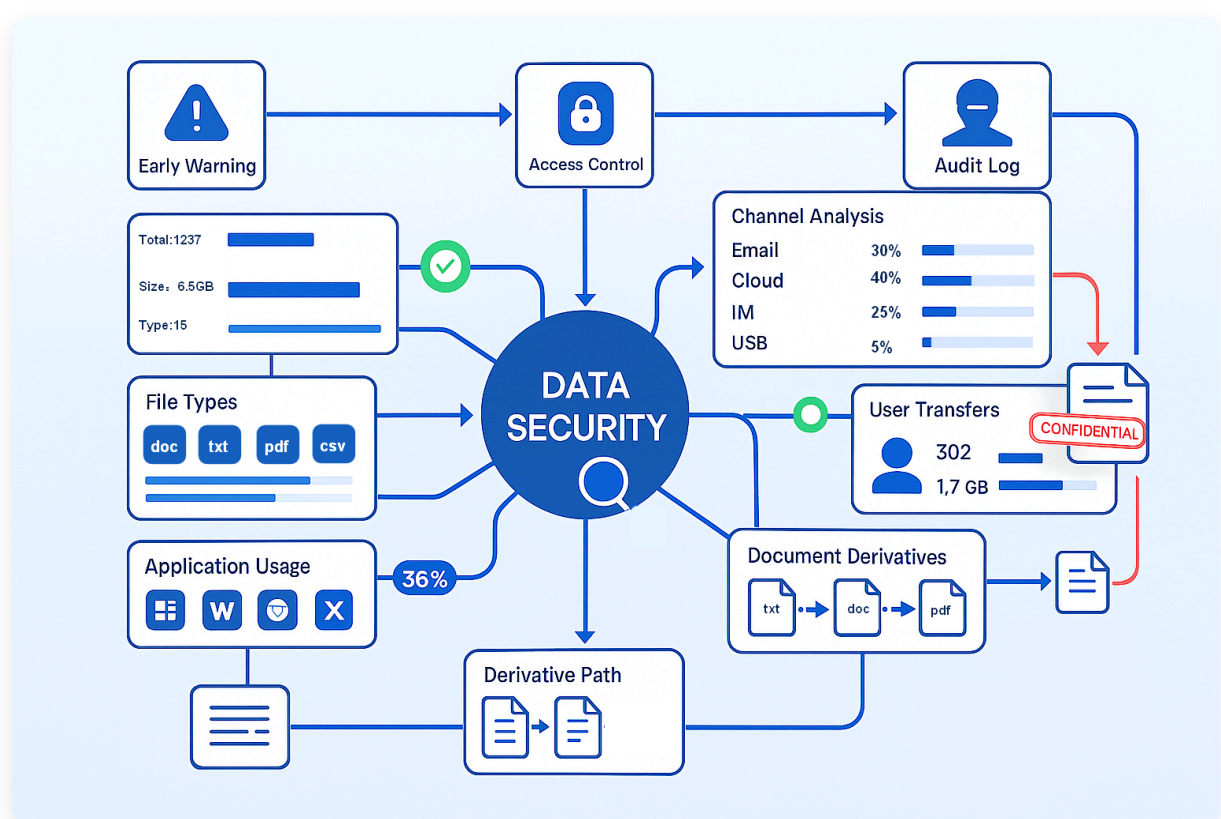 Early Warning
Access Control
Audit Log
Total:1237
Size: 6.5GB
Type:15
Channel Analysis
Email 30%
Cloud 40%
IM 25%
USB 5%
File Types
doc txt pdf csv
DATA
SECURITY
User Transfers
302
1,7 GB
CONFIDENTIAL
Application Usage
W X
36%
Document Derivatives
txt doc pdf
Derivative Path